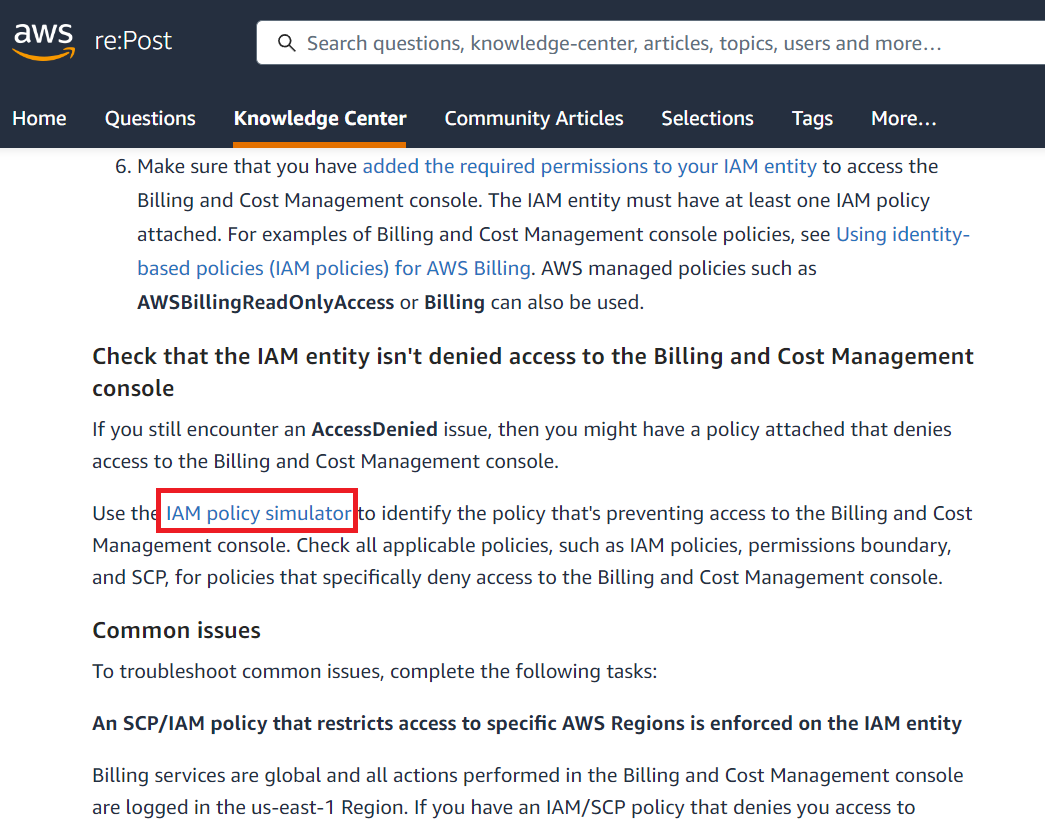 aws re:Post
Search questions, knowledge-center, articles, topics, users and more...
Home Questions Knowledge Center Community Articles Selections Tags More...
6. Make sure that you have added the required permissions to your IAM entity to access the
Billing and Cost Management console. The IAM entity must have at least one IAM policy
attached. For examples of Billing and Cost Management console policies, see Using identity-
based policies (IAM policies) for AWS Billing. AWS managed policies such as
AWSBillingReadOnlyAccess or Billing can also be used.
Check that the IAM entity isn't denied access to the Billing and Cost Management
console
If you still encounter an AccessDenied issue, then you might have a policy attached that denies
access to the Billing and Cost Management console.
Use the IAM policy simulator to identify the policy that's preventing access to the Billing and Cost
Management console. Check all applicable policies, such as IAM policies, permissions boundary,
and SCP, for policies that specifically deny access to the Billing and Cost Management console.
Common issues
To troubleshoot common issues, complete the following tasks:
An SCP/IAM policy that restricts access to specific AWS Regions is enforced on the IAM entity
Billing services are global and all actions performed in the Billing and Cost Management console
are logged in the us-east-1 Region. If you have an IAM/SCP policy that denies you access to